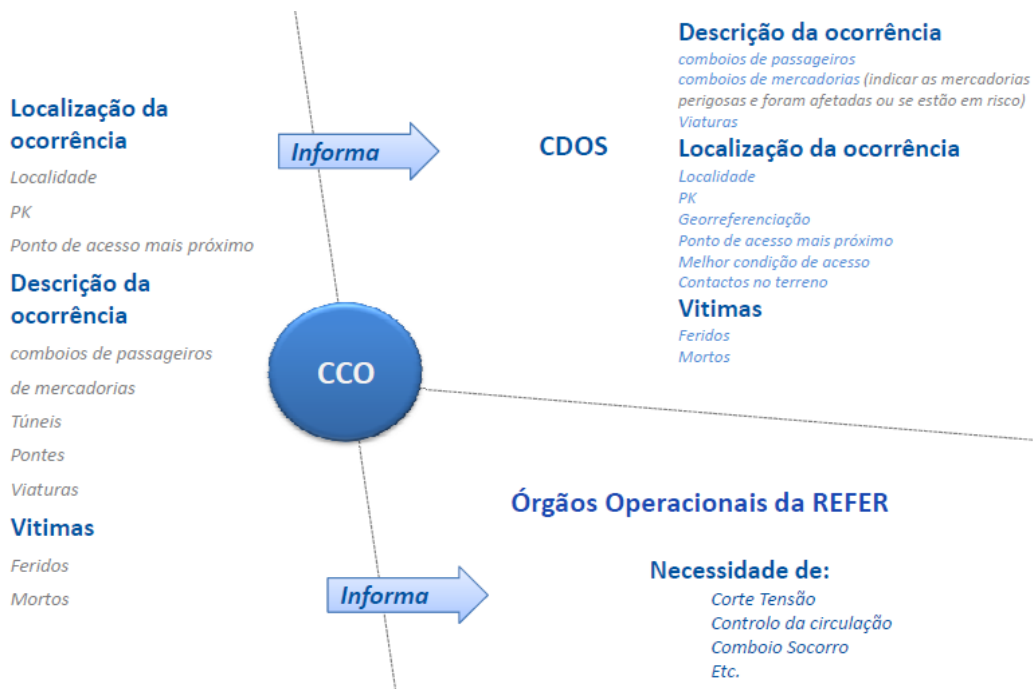 Localização da
ocorrência
Localidade
PK
Ponto de acesso mais próximo
Descrição da
ocorrência
comboios de passageiros
de mercadorias
Túneis
Pontes
Viaturas
Vitimas
Feridos
Mortos
CCO
Informa
CDOS
Descrição da ocorrência
comboios de passageiros
comboios de mercadorias (indicar as mercadorias
perigosas e foram afetadas ou se estão em risco)
Viaturas
Localização da ocorrência
Localidade
PK
Georreferenciação
Ponto de acesso mais próximo
Melhor condição de acesso
Contactos no terreno
Vitimas
Feridos
Mortos
Órgãos Operacionais da REFER
Informa
Necessidade de:
Corte Tensão
Controlo da circulação
Comboio Socorro
Etc.